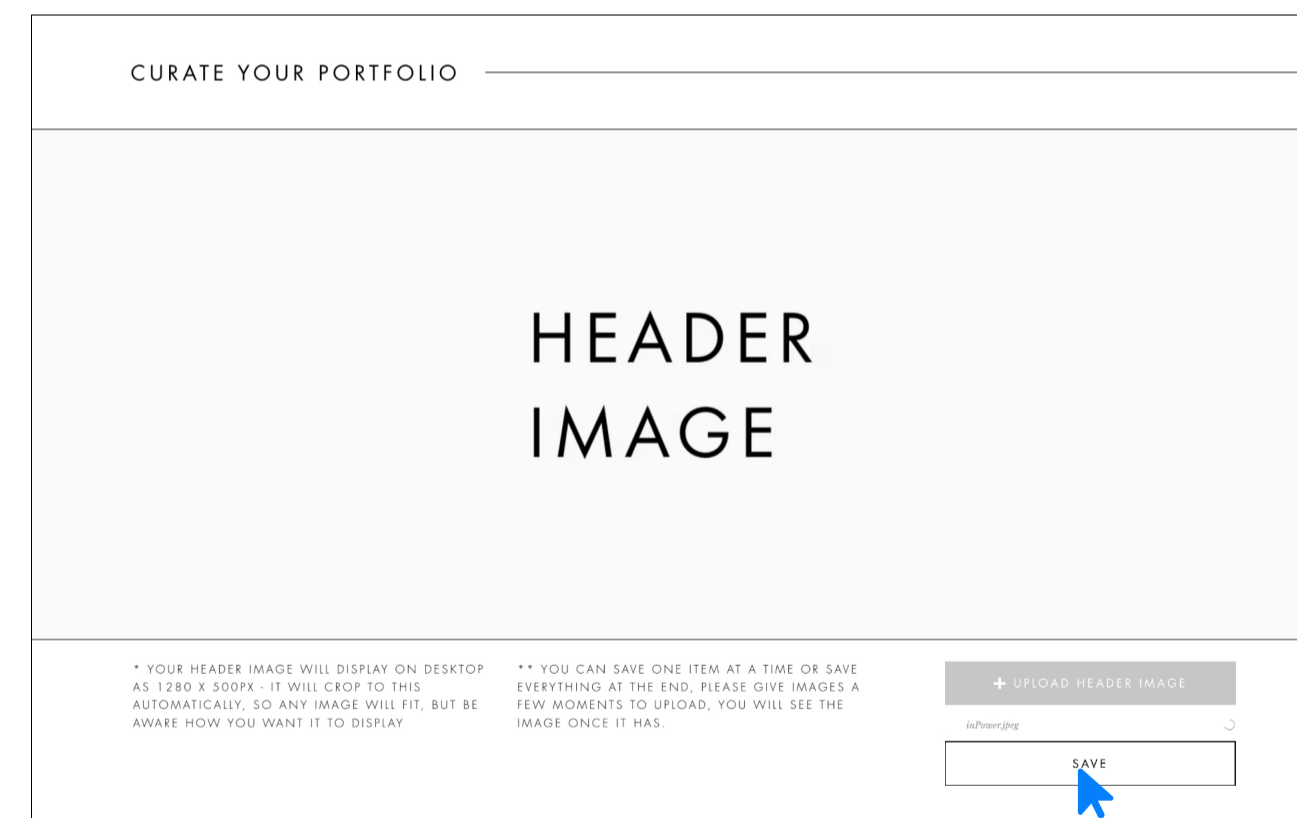 CURATE YOUR PORTFOLIO
HEADER
IMAGE
* YOUR HEADER IMAGE WILL DISPLAY ON DESKTOP
AS 1280 X 500PX - IT WILL CROP TO THIS
AUTOMATICALLY, SO ANY IMAGE WILL FIT, BUT BE
AWARE HOW YOU WANT IT TO DISPLAY
** YOU CAN SAVE ONE ITEM AT A TIME OR SAVE
EVERYTHING AT THE END, PLEASE GIVE IMAGES A
FEW MOMENTS TO UPLOAD, YOU WILL SEE THE
IMAGE ONCE IT HAS.
+ UPLOAD HEADER IMAGE
inPower.jpeg
SAVE